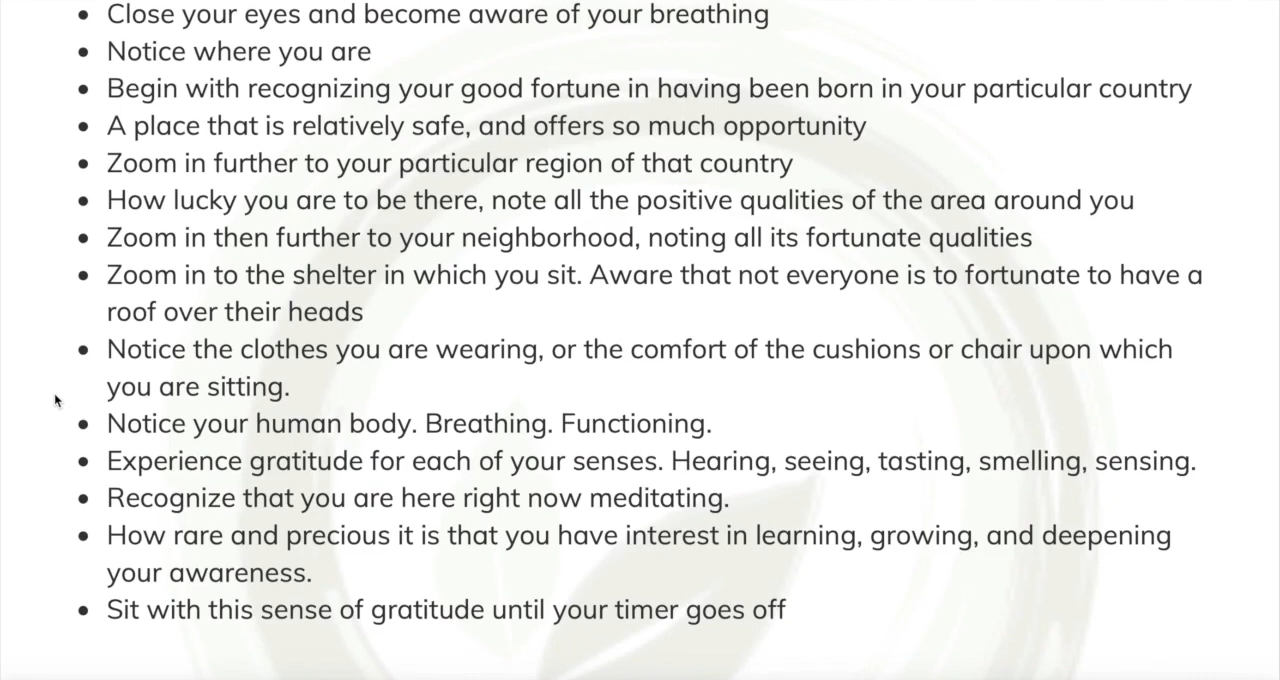 • Close your eyes and become aware of your breathing
• Notice where you are
• Begin with recognizing your good fortune in having been born in your particular country
• A place that is relatively safe, and offers so much opportunity
• Zoom in further to your particular region of that country
• How lucky you are to be there, note all the positive qualities of the area around you
• Zoom in then further to your neighborhood, noting all its fortunate qualities
• Zoom in to the shelter in which you sit. Aware that not everyone is to fortunate to have a
roof over their heads
• Notice the clothes you are wearing, or the comfort of the cushions or chair upon which
you are sitting.
• Notice your human body. Breathing. Functioning.
• Experience gratitude for each of your senses. Hearing, seeing, tasting, smelling, sensing.
• Recognize that you are here right now meditating.
• How rare and precious it is that you have interest in learning, growing, and deepening
your awareness.
• Sit with this sense of gratitude until your timer goes off